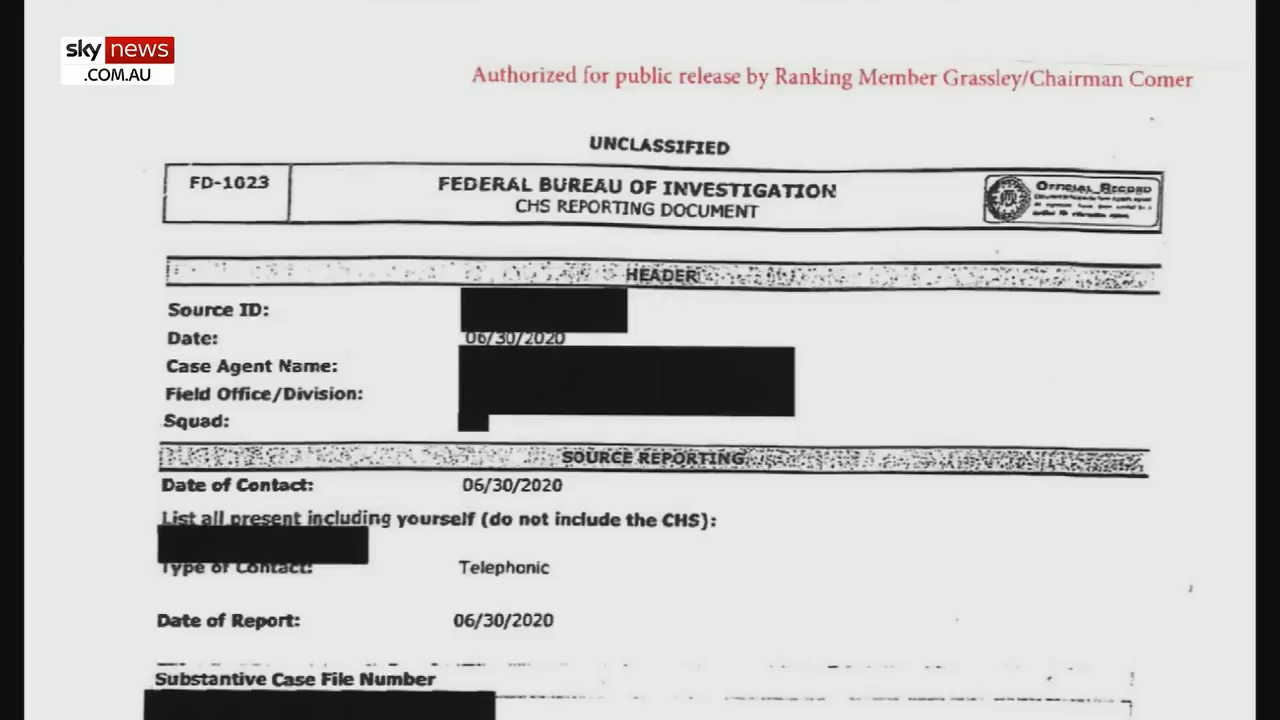 sky news
.COM.AU
Authorized for public release by Ranking Member Grassley/Chairman Comer
UNCLASSIFIED
FD-1023
FEDERAL BUREAU OF INVESTIGATION
CHS REPORTING DOCUMENT
OFFICIAL RECORD
HEADER
Source ID:
Date: 06/30/2020
Case Agent Name:
Field Office/Division:
Squad:
SOURCE REPORTING
Date of Contact: 06/30/2020
List all present including yourself (do not include the CHS):
Type of Contact: Telephonic
Date of Report: 06/30/2020
Substantive Case File Number